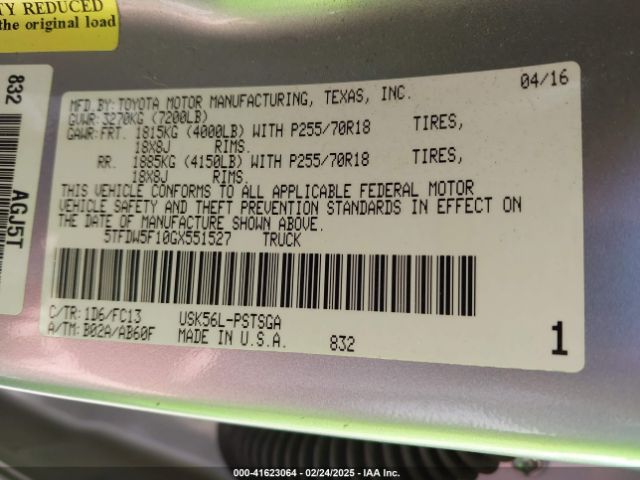 TY REDUCED
the original load
832
AGJ5T
MFD.BY:TOYOTA MOTOR MANUFACTURING, TEXAS, INC. 04/16
GVWR:3270KG (7200LB)
GAWR:FRT. 1815KG (4000LB) WITH P255/70R18 TIRES,
18X8J RIMS.
RR. 1885KG (4150LB) WITH P255/70R18 TIRES,
18X8J RIMS.
THIS VEHICLE CONFORMS TO ALL APPLICABLE FEDERAL MOTOR
VEHICLE SAFETY AND THEFT PREVENTION STANDARDS IN EFFECT ON
THE DATE OF MANUFACTURE SHOWN ABOVE.
5TFDW5F10GX551527 TRUCK
C/TR:1D6/FC13 USK56L-PSTSGA
A/TM:B02A/AB60F MADE IN U.S.A. 832 1
000-41623064 - 02/24/2025 - IAA Inc.